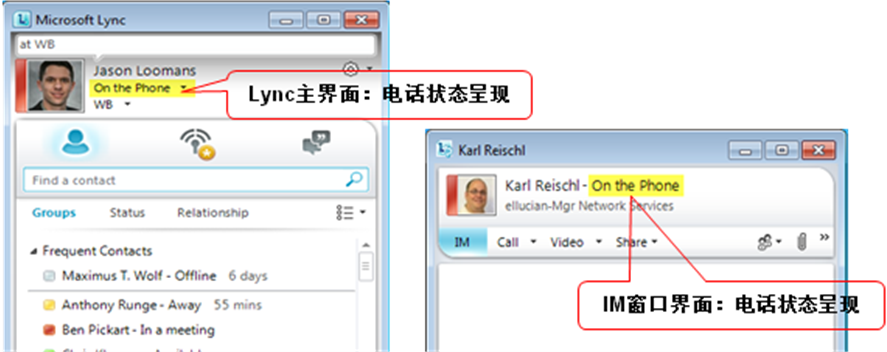 Microsoft Lync
at WB
Jason Loomans
On the Phone
WB
Lync主界面：电话状态呈现
Find a contact
Groups Status Relationship
Frequent Contacts
Maximus T. Wolf - Offline 6 days
Anthony Runge - Away 55 mins
Ben Pickart - In a meeting
Karl Reischl
Karl Reischl - On the Phone
ellucian-Mgr Network Services
IM Call Video Share
IM窗口界面：电话状态呈现